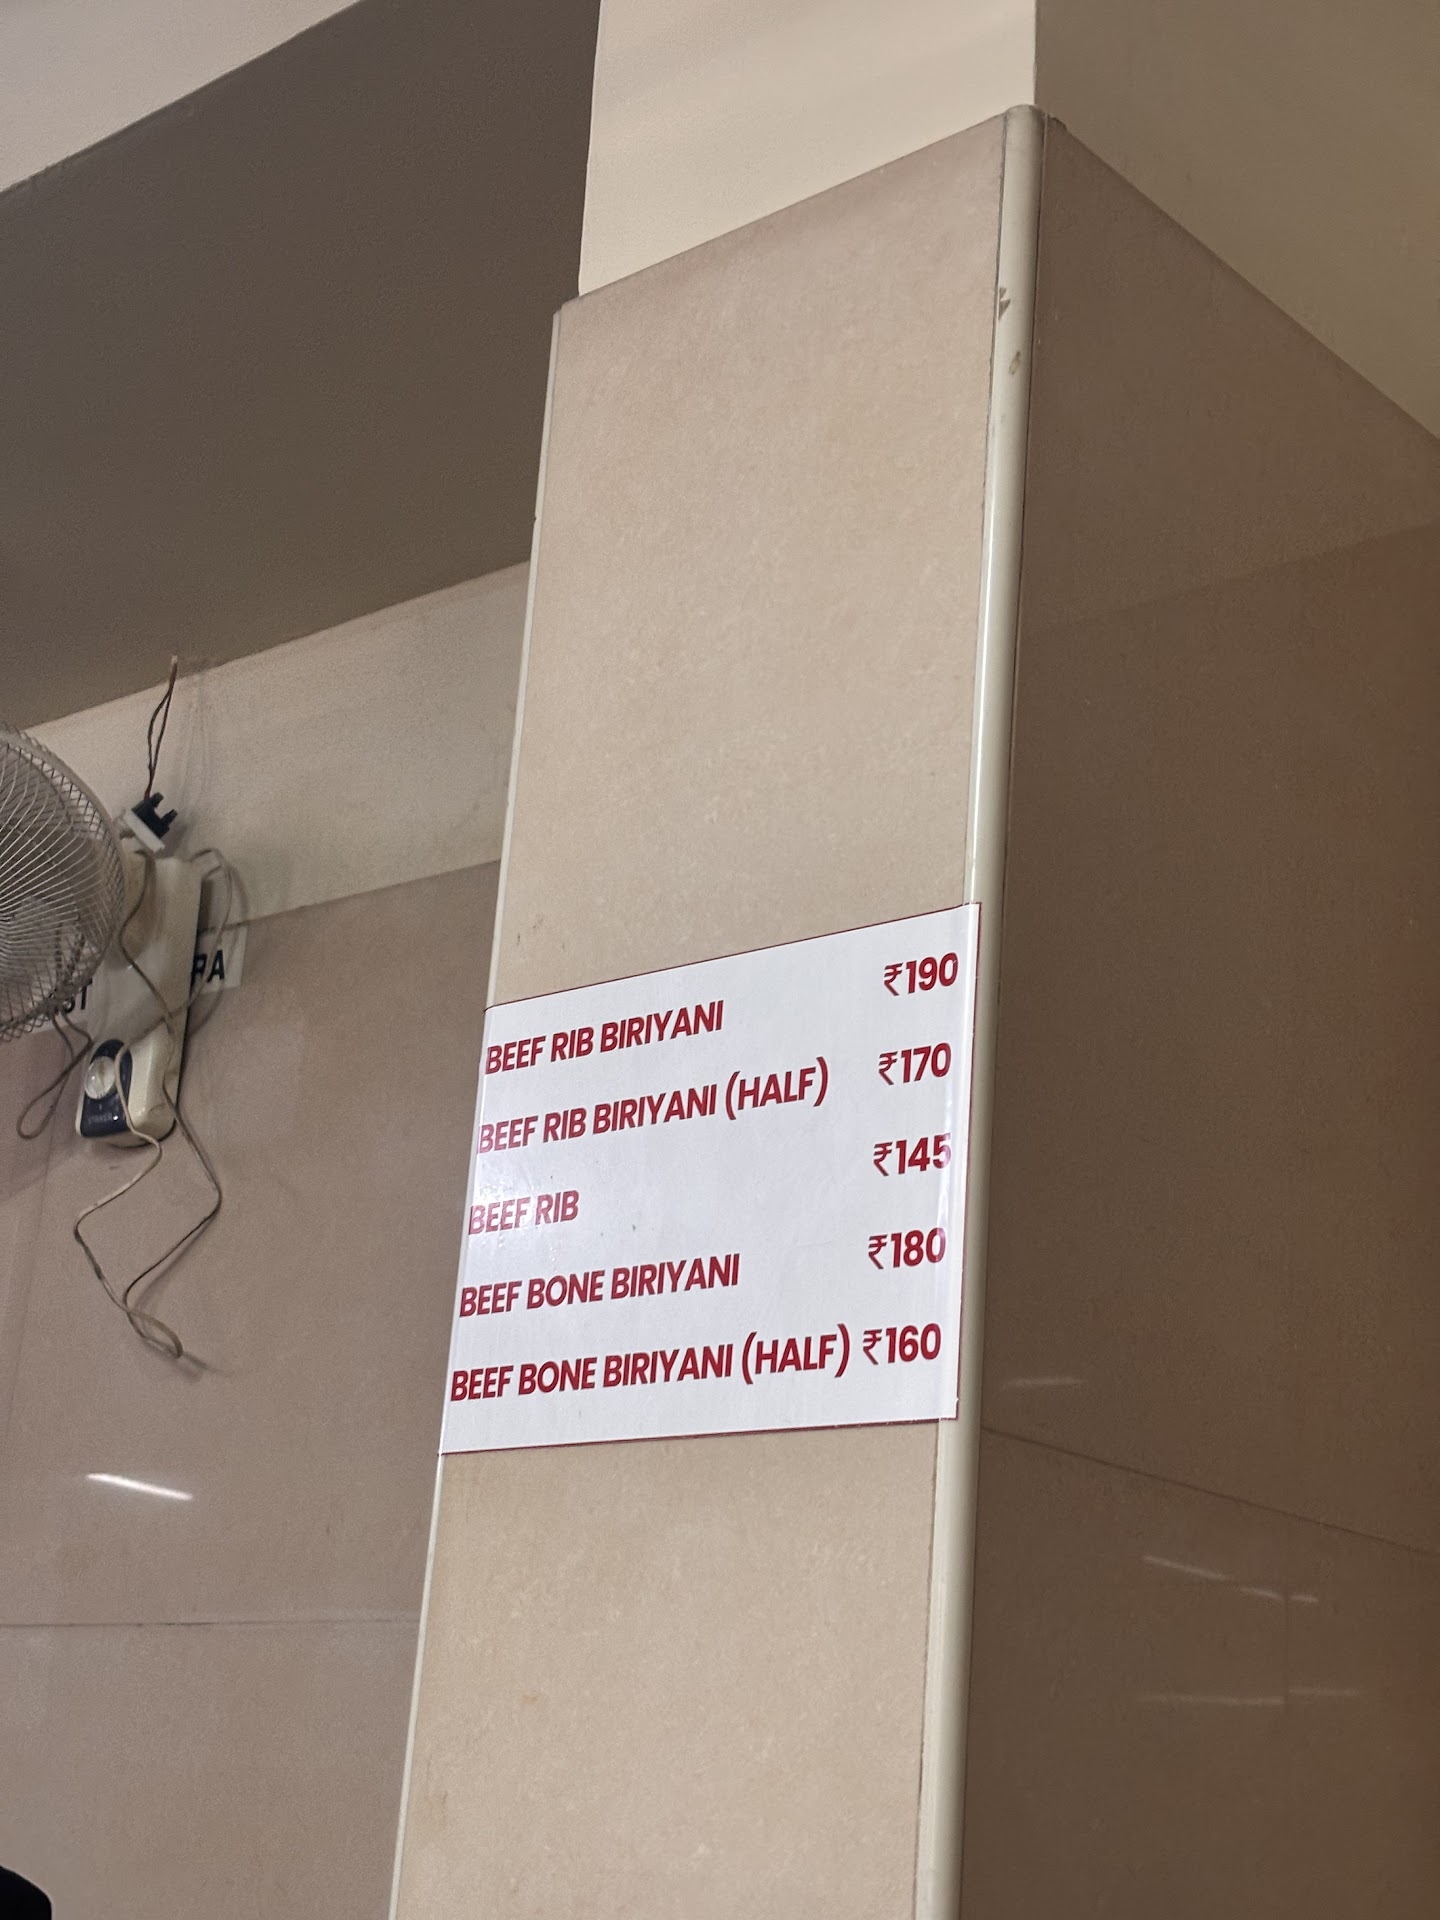 BEEF RIB BIRIYANI ₹190
BEEF RIB BIRIYANI (HALF) ₹170
BEEF RIB ₹145
BEEF BONE BIRIYANI ₹180
BEEF BONE BIRIYANI (HALF) ₹160